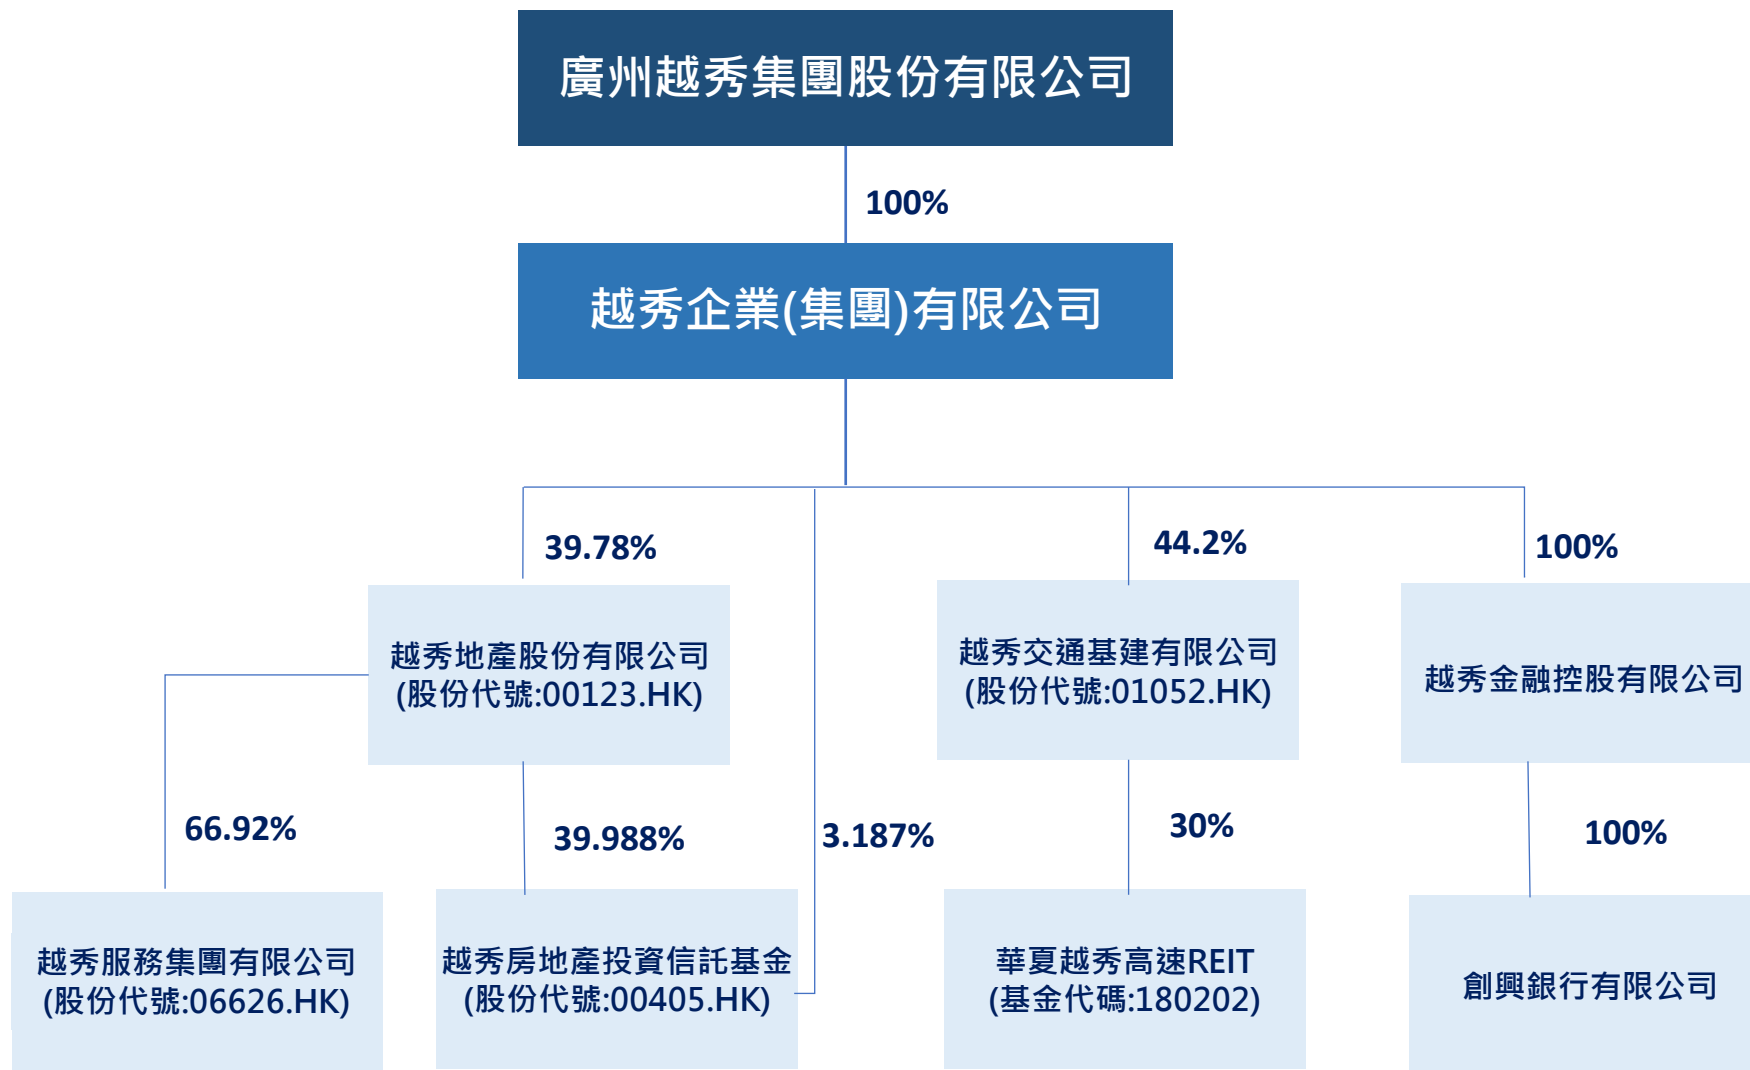 廣州越秀集團股份有限公司
100%
越秀企業(集團)有限公司
39.78%
44.2%
100%
越秀地產股份有限公司
(股份代號:00123.HK)
越秀交通基建有限公司
(股份代號:01052.HK)
越秀金融控股有限公司
66.92%
39.988%
3.187%
30%
100%
越秀服務集團有限公司
(股份代號:06626.HK)
越秀房地產投資信託基金
(股份代號:00405.HK)
華夏越秀高速REIT
(基金代碼:180202)
創興銀行有限公司